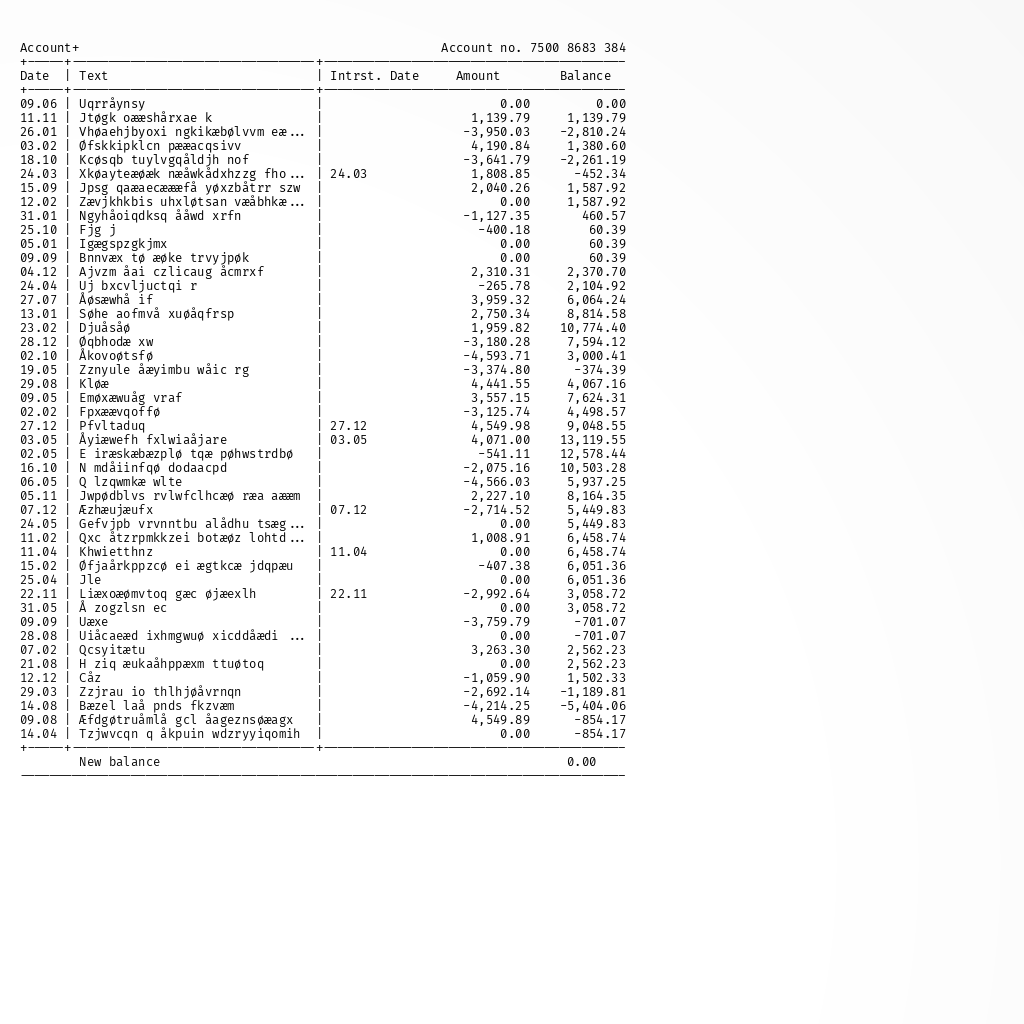 Account+ Account no. 7500 8683 384
Date | Text | Intrst. Date Amount Balance
09.06 | Uqrråynsy | 0.00 0.00
11.11 | Jtøgk oææshårxae k | 1,139.79 1,139.79
26.01 | Vhøaehjbyoxi ngkikæbølvvm eæ... | -3,950.03 -2,810.24
03.02 | Øfskkipklcn pææacqsivv | 4,190.84 1,380.60
18.10 | Kcøsqb tuylvgqåldjh nof | -3,641.79 -2,261.19
24.03 | Xkøayteæøæk næåwkådxhzzg fho... | 24.03 1,808.85 -452.34
15.09 | Jpsg qaæaecæææfå yøxzbåtrr szw | 2,040.26 1,587.92
12.02 | Zævjkhkbis uhxløtsan væåbhkæ... | 0.00 1,587.92
31.01 | Ngyhåoiqdksq ååwd xrfn | -1,127.35 460.57
25.10 | Fjg j | -400.18 60.39
05.01 | Igægspzgkjmx | 0.00 60.39
09.09 | Bnnvæx tø æøke trvyjpøk | 0.00 60.39
04.12 | Ajvzm åai czlicaug åcmrxf | 2,310.31 2,370.70
24.04 | Uj bxcvljuctqi r | -265.78 2,104.92
27.07 | Åøsæwhå if | 3,959.32 6,064.24
13.01 | Søhe aofmvå xuøåqfrsp | 2,750.34 8,814.58
23.02 | Djuåsåø | 1,959.82 10,774.40
28.12 | Øqbhodæ xw | -3,180.28 7,594.12
02.10 | Åkovoøtsfø | -4,593.71 3,000.41
19.05 | Zznyule åæyimbu wåic rg | -3,374.80 -374.39
29.08 | Kløæ | 4,441.55 4,067.16
09.05 | Emøxæwuåg vraf | 3,557.15 7,624.31
02.02 | Fpxæævqoffø | -3,125.74 4,498.57
27.12 | Pfvltaduq | 27.12 4,549.98 9,048.55
03.05 | Åyiæwefh fxlwiaåjare | 03.05 4,071.00 13,119.55
02.05 | E iræskæbæzplø tqæ pøhwstrdbø | -541.11 12,578.44
16.10 | N mdåiinfqø dodaacpd | -2,075.16 10,503.28
06.05 | Q lzqwmkæ wlte | -4,566.03 5,937.25
05.11 | Jwpødblvs rvlwfclhcæø ræa aææm | 2,227.10 8,164.35
07.12 | Æzhæujæufx | 07.12 -2,714.52 5,449.83
24.05 | Gefvjpb vrvnntbu alådhu tsæg... | 0.00 5,449.83
11.02 | Qxc åtzrpmkkzei botæøz lohtd... | 1,008.91 6,458.74
11.04 | Khwietthnz | 11.04 0.00 6,458.74
15.02 | Øfjaårkppzcø ei ægtkcæ jdqpæu | -407.38 6,051.36
25.04 | Jle | 0.00 6,051.36
22.11 | Liæxoæømvtoq gæc øjæexlh | 22.11 -2,992.64 3,058.72
31.05 | Å zogzlsn ec | 0.00 3,058.72
09.09 | Uæxe | -3,759.79 -701.07
28.08 | Uiåcaeæd ixhmgwuø xicddåædi ... | 0.00 -701.07
07.02 | Qcsyitætu | 3,263.30 2,562.23
21.08 | H ziq æukaåhppæxm ttuøtoq | 0.00 2,562.23
12.12 | Cåz | -1,059.90 1,502.33
29.03 | Zzjrau io thlhjøåvrnqn | -2,692.14 -1,189.81
14.08 | Bæzel laå pnds fkzvæm | -4,214.25 -5,404.06
09.08 | Æfdgøtruåmlå gcl åageznsøæagx | 4,549.89 -854.17
14.04 | Tzjwvcqn q åkpuin wdzryyiqomih | 0.00 -854.17
New balance 0.00